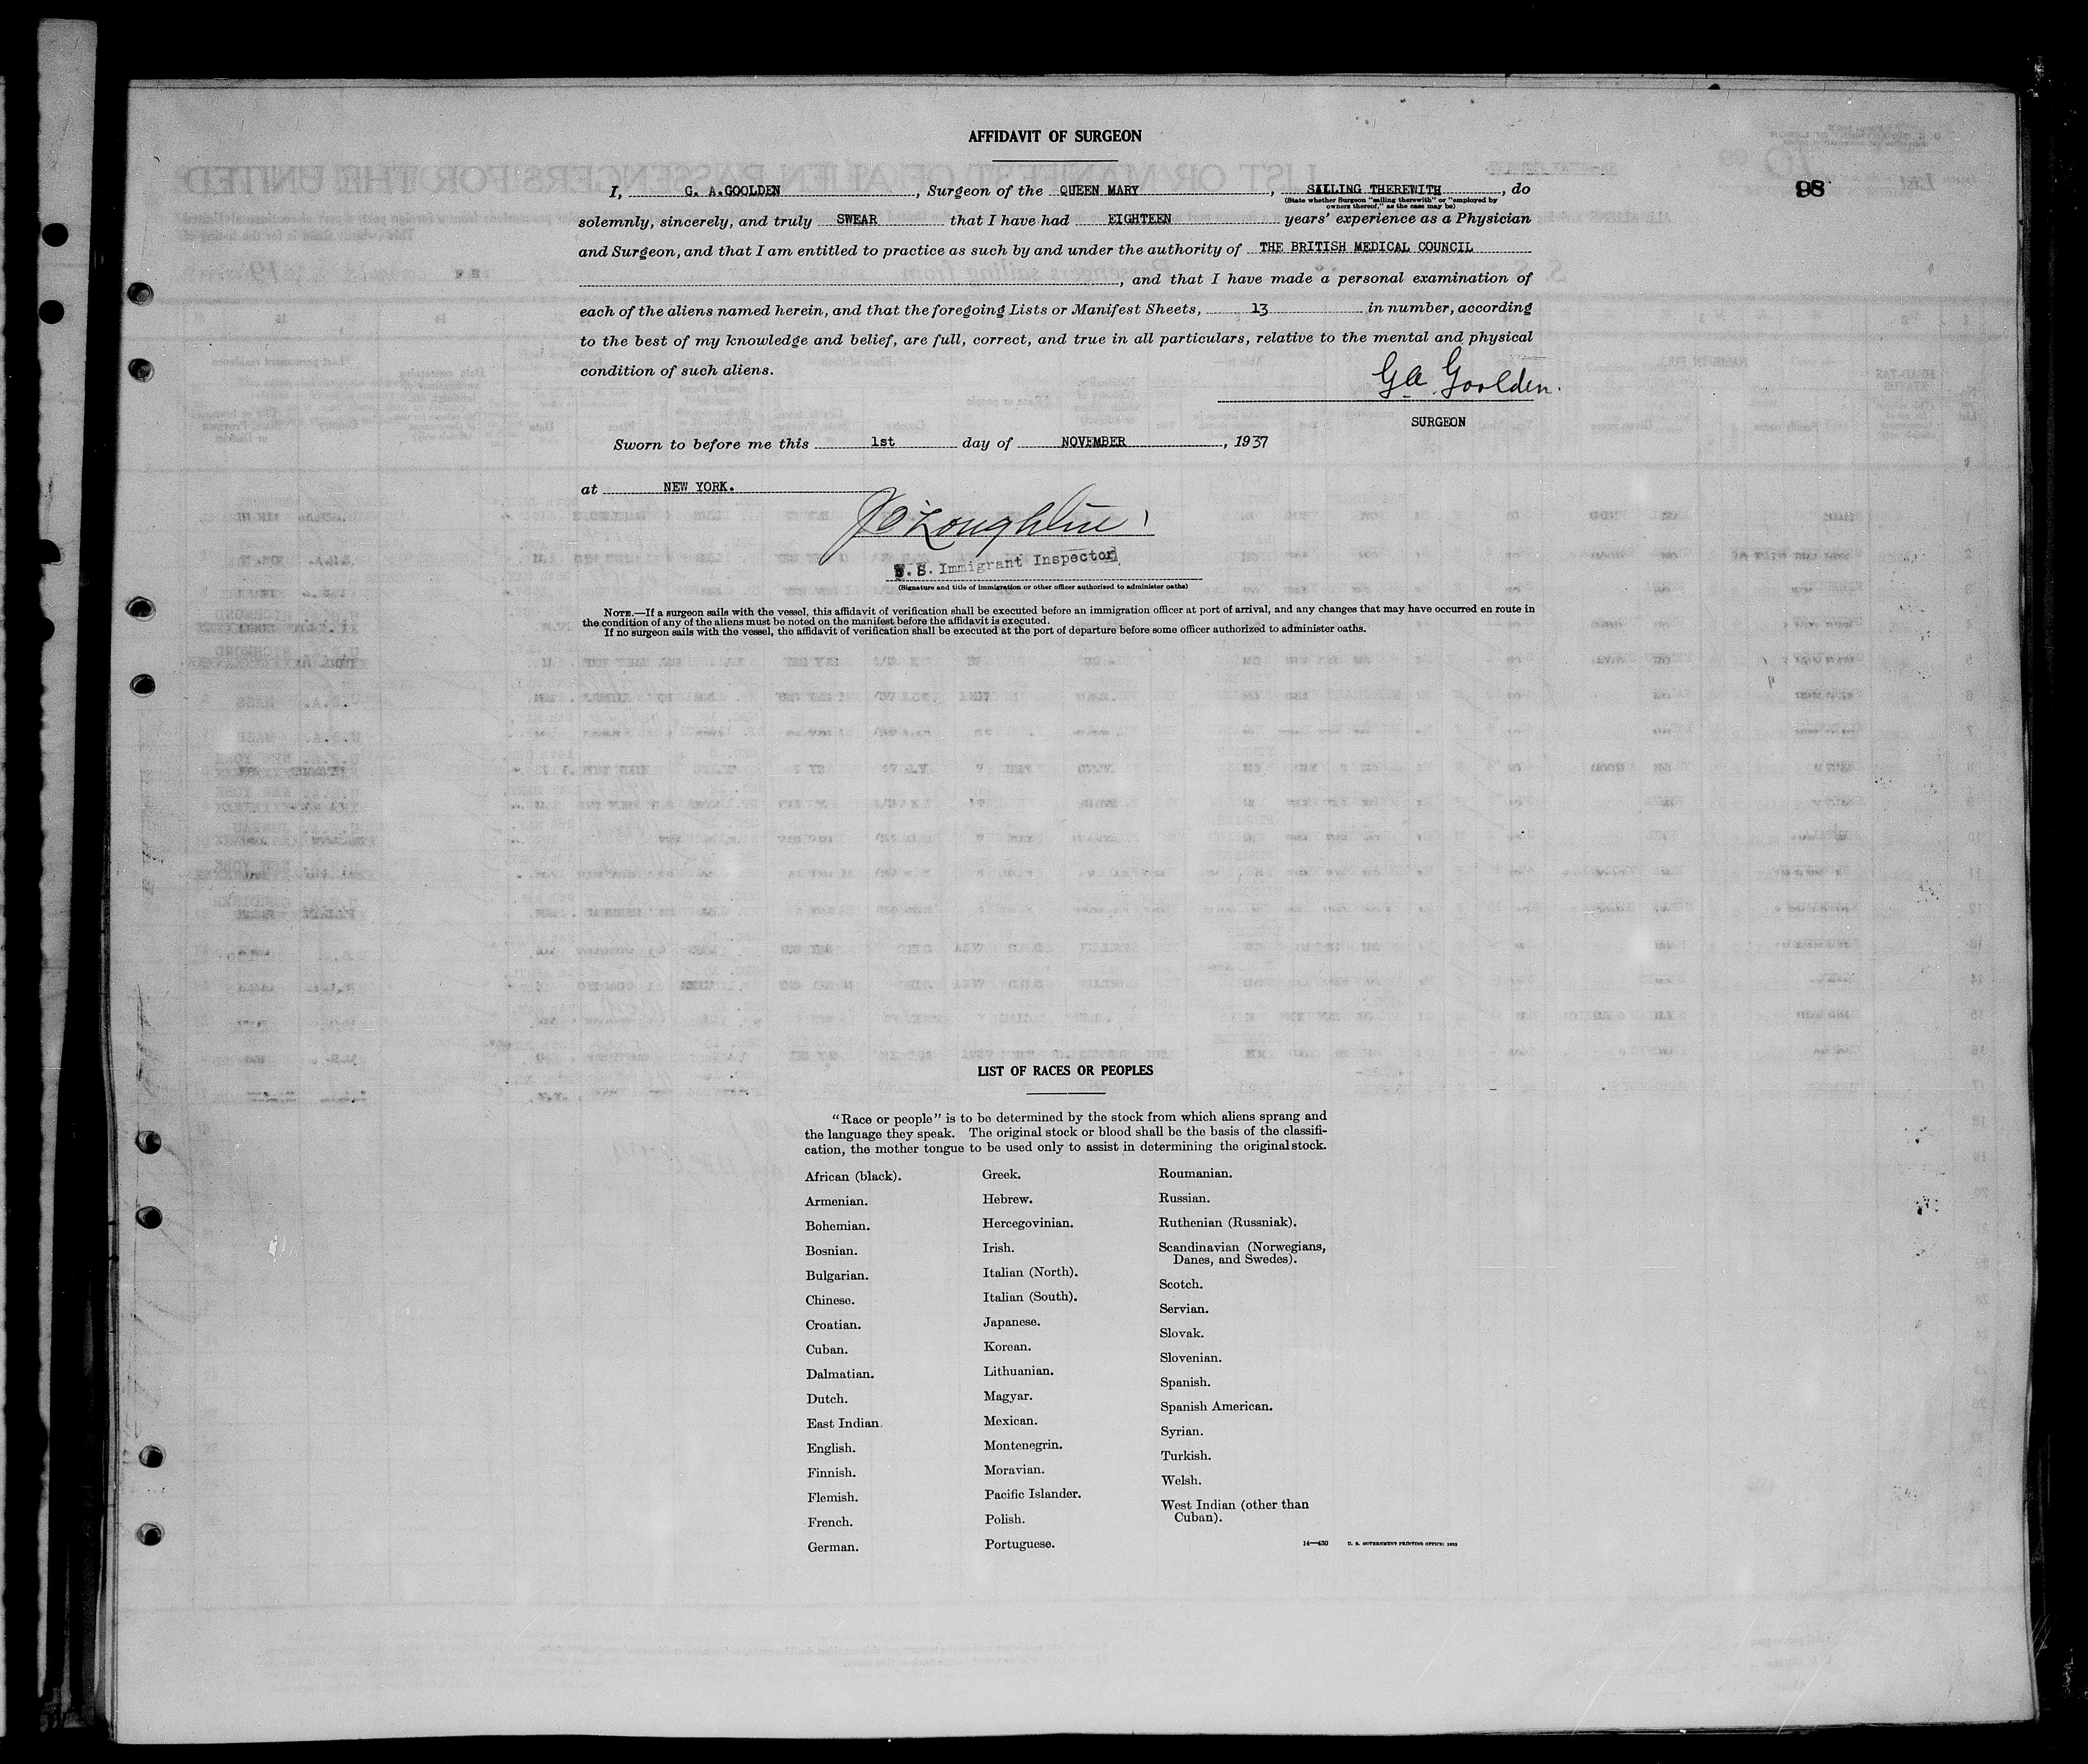 AFFIDAVIT OF SURGEON
98
I, G. A.GOOLDEN, Surgeon of the QUEEN MARY, SAILING THEREWITH, do
(State whether Surgeon "sailing therewith" or "employed by
owners thereof," as the case may be)
solemnly, sincerely, and truly SWEAR that I have had EIGHTEEN years' experience as a Physician
and Surgeon, and that I am entitled to practice as such by and under the authority of THE BRITISH MEDICAL COUNCIL
, and that I have made a personal examination of
each of the aliens named herein, and that the foregoing Lists or Manifest Sheets, 13 in number, according
to the best of my knowledge and belief, are full, correct, and true in all particulars, relative to the mental and physical
condition of such aliens.
G A Goolden.
SURGEON
Sworn to before me this 1st day of NOVEMBER, 1937
at NEW YORK.
J O'Loughlin
U. S. Immigrant Inspector
(Signature and title of immigration or other officer authorized to administer oaths)
NOTE.—If a surgeon sails with the vessel, this affidavit of verification shall be executed before an immigration officer at port of arrival, and any changes that may have occurred en route in
the condition of any of the aliens must be noted on the manifest before the affidavit is executed.
If no surgeon sails with the vessel, the affidavit of verification shall be executed at the port of departure before some officer authorized to administer oaths.
LIST OF RACES OR PEOPLES
"Race or people" is to be determined by the stock from which aliens sprang and
the language they speak. The original stock or blood shall be the basis of the classifi-
cation, the mother tongue to be used only to assist in determining the original stock.
African (black).
Armenian.
Bohemian.
Bosnian.
Bulgarian.
Chinese.
Croatian.
Cuban.
Dalmatian.
Dutch.
East Indian.
English.
Finnish.
Flemish.
French.
German.
Greek.
Hebrew.
Hercegovinian.
Irish.
Italian (North).
Italian (South).
Japanese.
Korean.
Lithuanian.
Magyar.
Mexican.
Montenegrin.
Moravian.
Pacific Islander.
Polish.
Portuguese.
Roumanian.
Russian.
Ruthenian (Russniak).
Scandinavian (Norwegians,
Danes, and Swedes).
Scotch.
Servian.
Slovak.
Slovenian.
Spanish.
Spanish American.
Syrian.
Turkish.
Welsh.
West Indian (other than
Cuban).
14—430 U. S. GOVERNMENT PRINTING OFFICE: